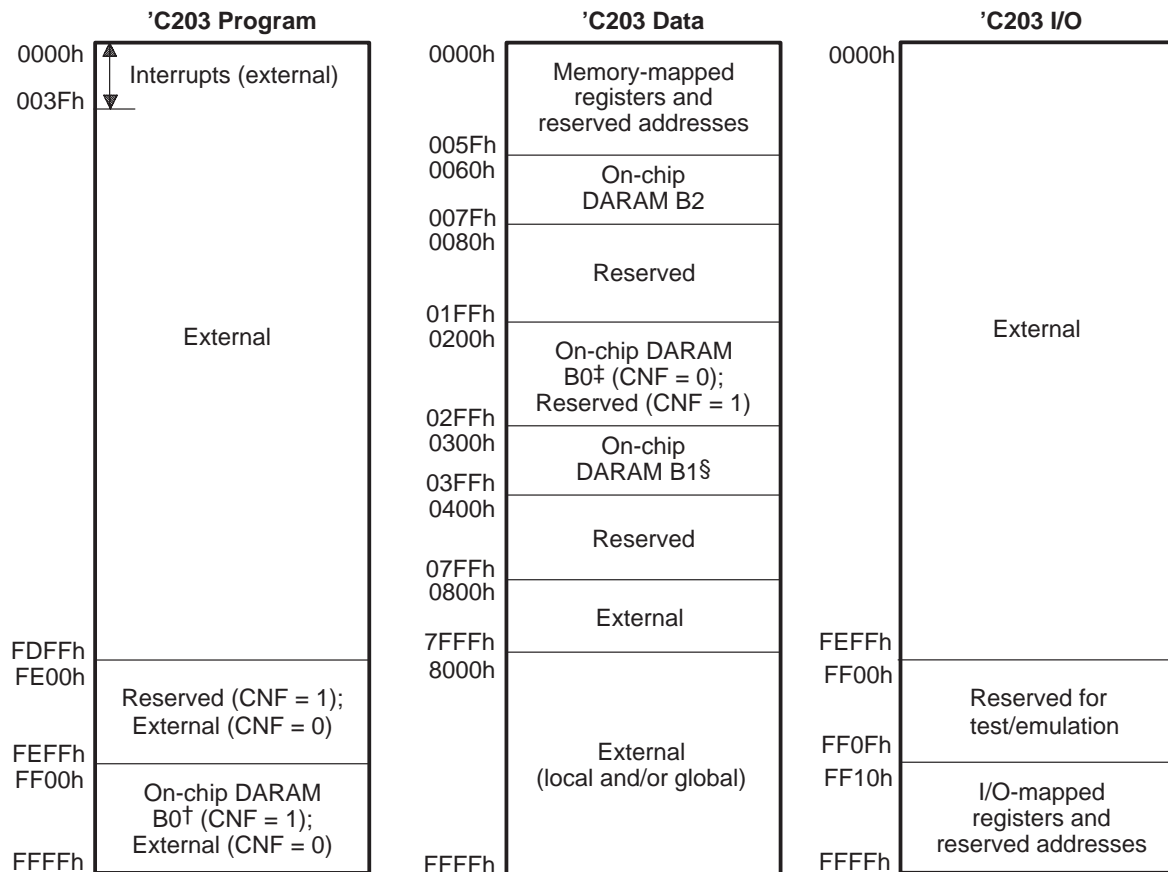 ’C203 Program
0000h
Interrupts (external)
003Fh
External
FDFFh
FE00h
Reserved (CNF = 1);
External (CNF = 0)
FEFFh
FF00h
On-chip DARAM
B0† (CNF = 1);
External (CNF = 0)
FFFFh
’C203 Data
0000h
Memory-mapped
registers and
reserved addresses
005Fh
0060h
On-chip
DARAM B2
007Fh
0080h
Reserved
01FFh
0200h
On-chip DARAM
B0‡ (CNF = 0);
Reserved (CNF = 1)
02FFh
0300h
On-chip
DARAM B1§
03FFh
0400h
Reserved
07FFh
0800h
External
7FFFh
8000h
External
(local and/or global)
FFFFh
’C203 I/O
0000h
External
FEFFh
FF00h
Reserved for
test/emulation
FF0Fh
FF10h
I/O-mapped
registers and
reserved addresses
FFFFh